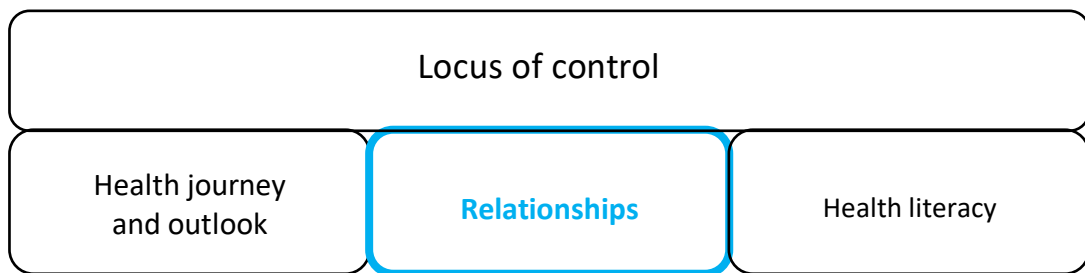 Locus of control
Health journey
and outlook
Relationships
Health literacy